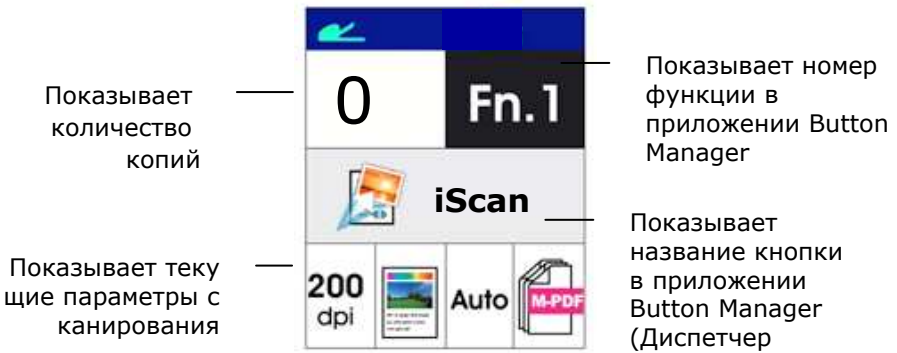 Показывает
количество
копий
0
Fn.1
Показывает номер
функции в
приложении Button
Manager
iScan
Показывает
название кнопки
в приложении
Button Manager
(Диспетчер
Показывает теку
щие параметры с
канирования
200
dpi
Auto
M-PDF